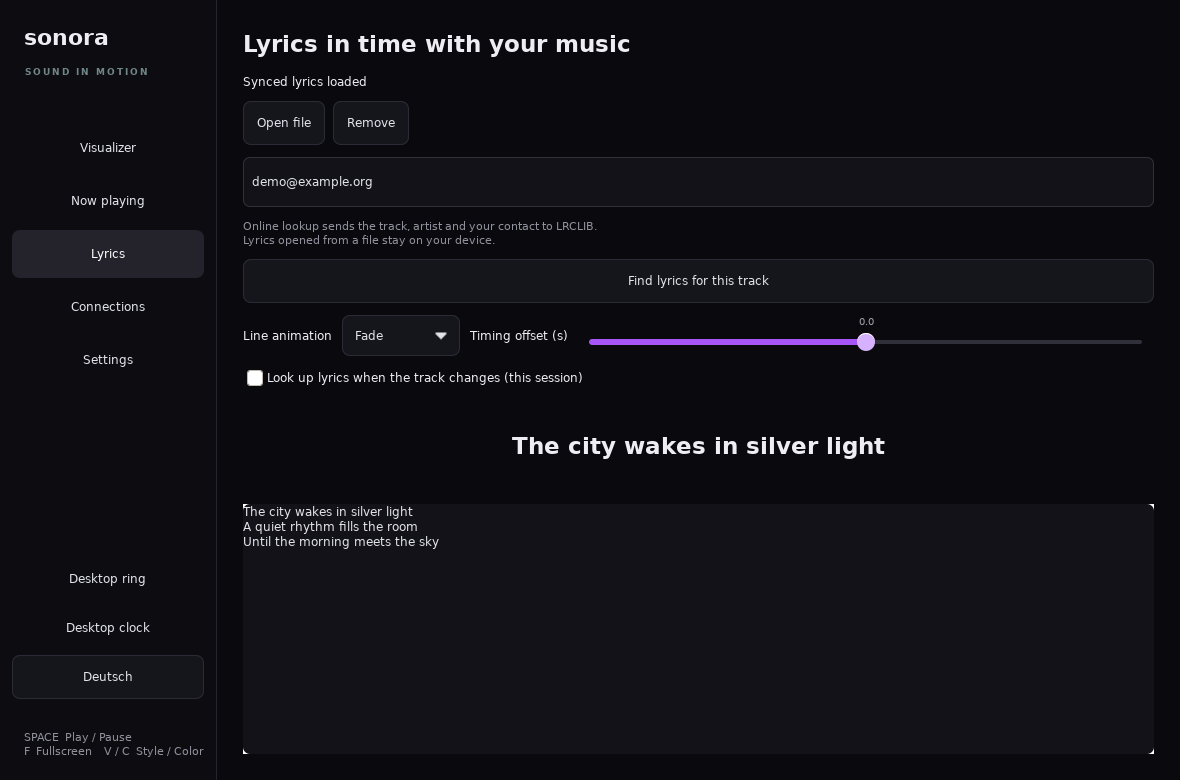 sonora
SOUND IN MOTION
Visualizer
Now playing
Lyrics
Connections
Settings
Desktop ring
Desktop clock
Deutsch
SPACE Play / Pause
F Fullscreen V / C Style / Color
Lyrics in time with your music
Synced lyrics loaded
Open file
Remove
demo@example.org
Online lookup sends the track, artist and your contact to LRCLIB.
Lyrics opened from a file stay on your device.
Find lyrics for this track
Line animation
Fade
Timing offset (s)
0.0
Look up lyrics when the track changes (this session)
The city wakes in silver light
The city wakes in silver light
A quiet rhythm fills the room
Until the morning meets the sky